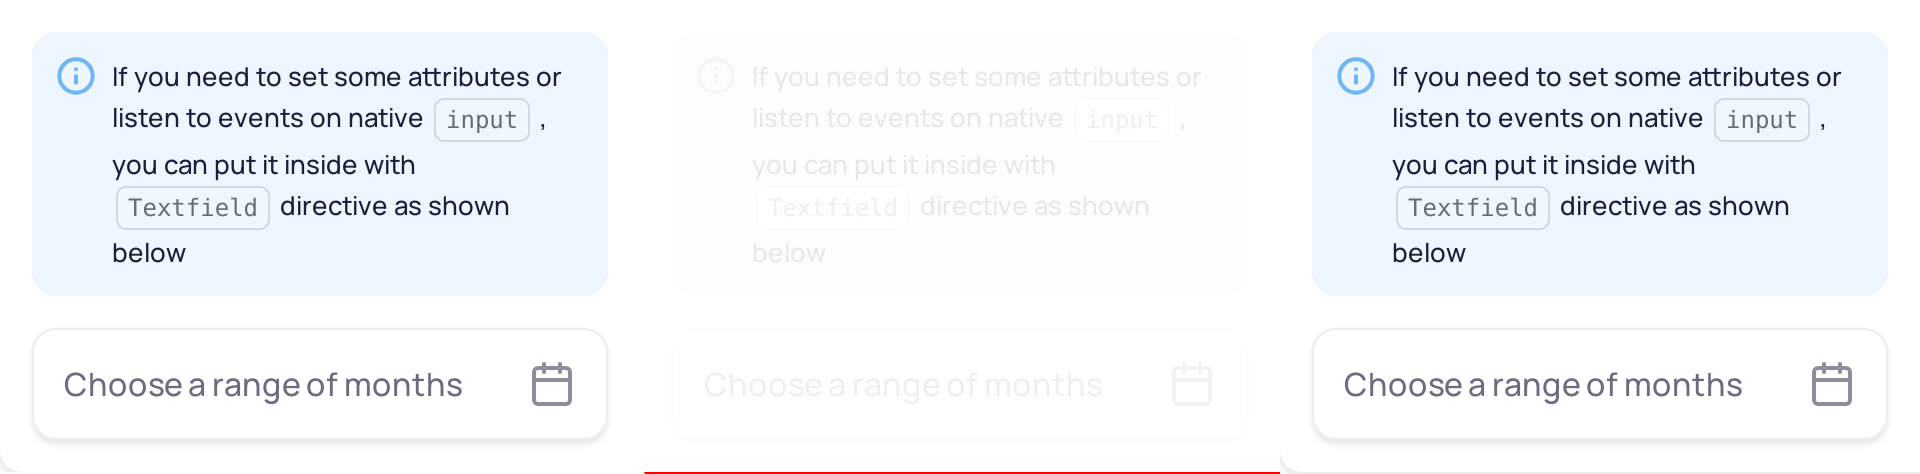 If you need to set some attributes or
listen to events on native input ,
you can put it inside with
Textfield directive as shown
below
Choose a range of months
If you need to set some attributes or
listen to events on native input ,
you can put it inside with
Textfield directive as shown
below
Choose a range of months
If you need to set some attributes or
listen to events on native input ,
you can put it inside with
Textfield directive as shown
below
Choose a range of months